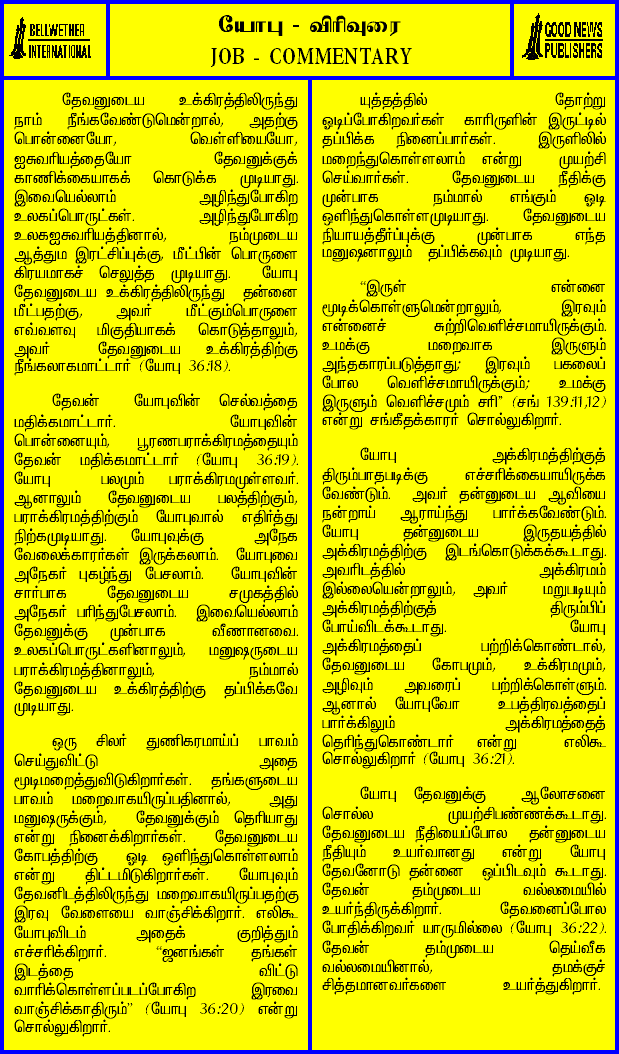 BELLWETHER
INTERNATIONAL
யோபு - விரிவுரை
JOB - COMMENTARY
GOOD NEWS
PUBLISHERS
தேவனுடைய உக்கிரத்திலிருந்து
நாம் நீங்கவேண்டுமென்றால், அதற்கு
பொன்னையோ, வெள்ளியையோ,
ஐசுவரியத்தையோ தேவனுக்குக்
காணிக்கையாகக் கொடுக்க முடியாது.
இவையெல்லாம் அழிந்துபோகிற
உலகப்பொருட்கள். அழிந்துபோகிற
உலகஐசுவரியத்தினால், நம்முடைய
ஆத்தும இரட்சிப்புக்கு, மீட்பின் பொருளை
கிரயமாகச் செலுத்த முடியாது. யோபு
தேவனுடைய உக்கிரத்திலிருந்து தன்னை
மீட்பதற்கு, அவர் மீட்கும்பொருளை
எவ்வளவு மிகுதியாகக் கொடுத்தாலும்,
அவர் தேவனுடைய உக்கிரத்திற்கு
நீங்கலாகமாட்டார் (யோபு 36:18).
தேவன் யோபுவின் செல்வத்தை
மதிக்கமாட்டார். யோபுவின்
பொன்னையும், பூரணபராக்கிரமத்தையும்
தேவன் மதிக்கமாட்டார் (யோபு 36:19).
யோபு பலமும் பராக்கிரமமுள்ளவர்.
ஆனாலும் தேவனுடைய பலத்திற்கும்,
பராக்கிரமத்திற்கும் யோபுவால் எதிர்த்து
நிற்கமுடியாது. யோபுவுக்கு அநேக
வேலைக்காரர்கள் இருக்கலாம். யோபுவை
அநேகர் புகழ்ந்து பேசலாம். யோபுவின்
சார்பாக தேவனுடைய சமுகத்தில்
அநேகர் பரிந்துபேசலாம். இவையெல்லாம்
தேவனுக்கு முன்பாக வீணானவை.
உலகப்பொருட்களினாலும், மனுஷருடைய
பராக்கிரமத்தினாலும், நம்மால்
தேவனுடைய உக்கிரத்திற்கு தப்பிக்கவே
முடியாது.
ஒரு சிலர் துணிகரமாய்ப் பாவம்
செய்துவிட்டு அதை
மூடிமறைத்துவிடுகிறார்கள். தங்களுடைய
பாவம் மறைவாகயிருப்பதினால், அது
மனுஷருக்கும், தேவனுக்கும் தெரியாது
என்று நினைக்கிறார்கள். தேவனுடைய
கோபத்திற்கு ஓடி ஒளிந்துகொள்ளலாம்
என்று திட்டமிடுகிறார்கள். யோபுவும்
தேவனிடத்திலிருந்து மறைவாகயிருப்பதற்கு
இரவு வேளையை வாஞ்சிக்கிறார். எலிகூ
யோபுவிடம் அதைக் குறித்தும்
எச்சரிக்கிறார். “ஜனங்கள் தங்கள்
இடத்தை விட்டு
வாரிக்கொள்ளப்படப்போகிற இரவை
வாஞ்சிக்காதிரும்” (யோபு 36:20) என்று
சொல்லுகிறார்.
யுத்தத்தில் தோற்று
ஓடிப்போகிறவர்கள் காரிருளின் இருட்டில்
தப்பிக்க நினைப்பார்கள். இருளிலில்
மறைந்துகொள்ளலாம் என்று முயற்சி
செய்வார்கள். தேவனுடைய நீதிக்கு
முன்பாக நம்மால் எங்கும் ஓடி
ஒளிந்துகொள்ளமுடியாது. தேவனுடைய
நியாயத்தீர்ப்புக்கு முன்பாக எந்த
மனுஷனாலும் தப்பிக்கவும் முடியாது.
“இருள் என்னை
மூடிக்கொள்ளுமென்றாலும், இரவும்
என்னைச் சுற்றிவெளிச்சமாயிருக்கும்.
உமக்கு மறைவாக இருளும்
அந்தகாரப்படுத்தாது; இரவும் பகலைப்
போல வெளிச்சமாயிருக்கும்; உமக்கு
இருளும் வெளிச்சமும் சரி” (சங் 139:11,12)
என்று சங்கீதக்காரர் சொல்லுகிறார்.
யோபு அக்கிரமத்திற்குத்
திரும்பாதபடிக்கு எச்சரிக்கையாயிருக்க
வேண்டும். அவர் தன்னுடைய ஆவியை
நன்றாய் ஆராய்ந்து பார்க்கவேண்டும்.
யோபு தன்னுடைய இருதயத்தில்
அக்கிரமத்திற்கு இடங்கொடுக்கக்கூடாது.
அவரிடத்தில் அக்கிரமம்
இல்லையென்றாலும், அவர் மறுபடியும்
அக்கிரமத்திற்குத் திரும்பிப்
போய்விடக்கூடாது. யோபு
அக்கிரமத்தைப் பற்றிக்கொண்டால்,
தேவனுடைய கோபமும், உக்கிரமமும்,
அழிவும் அவரைப் பற்றிக்கொள்ளும்.
ஆனால் யோபுவோ உபத்திரவத்தைப்
பார்க்கிலும் அக்கிரமத்தைத்
தெரிந்துகொண்டார் என்று எலிகூ
சொல்லுகிறார் (யோபு 36:21).
யோபு தேவனுக்கு ஆலோசனை
சொல்ல முயற்சிபண்ணக்கூடாது.
தேவனுடைய நீதியைப்போல தன்னுடைய
நீதியும் உயர்வானது என்று யோபு
தேவனோடு தன்னை ஒப்பிடவும் கூடாது.
தேவன் தம்முடைய வல்லமையில்
உயர்ந்திருக்கிறார். தேவனைப்போல
போதிக்கிறவர் யாருமில்லை (யோபு 36:22).
தேவன் தம்முடைய தெய்வீக
வல்லமையினால், தமக்குச்
சித்தமானவர்களை உயர்த்துகிறார்.